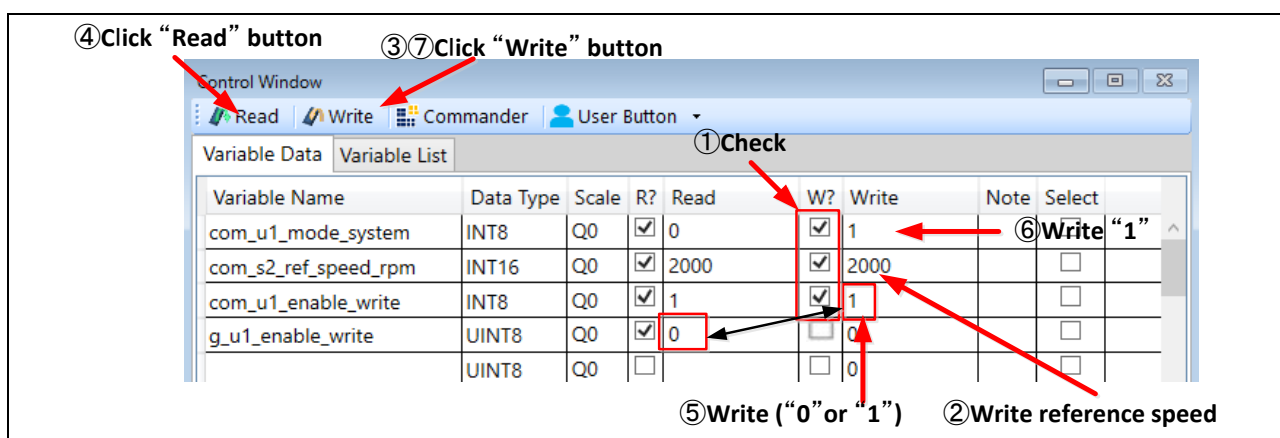 ④Click “Read” button
③⑦Click “Write” button
Control Window
Read Write Commander User Button
①Check
Variable Data Variable List
Variable Name Data Type Scale R? Read W? Write Note Select
com_u1_mode_system INT8 Q0 0 1 ⑥Write “1”
com_s2_ref_speed_rpm INT16 Q0 2000 2000
com_u1_enable_write INT8 Q0 1 1
g_u1_enable_write UINT8 Q0 0 0
UINT8 Q0 0
⑤Write (“0”or “1”) ②Write reference speed